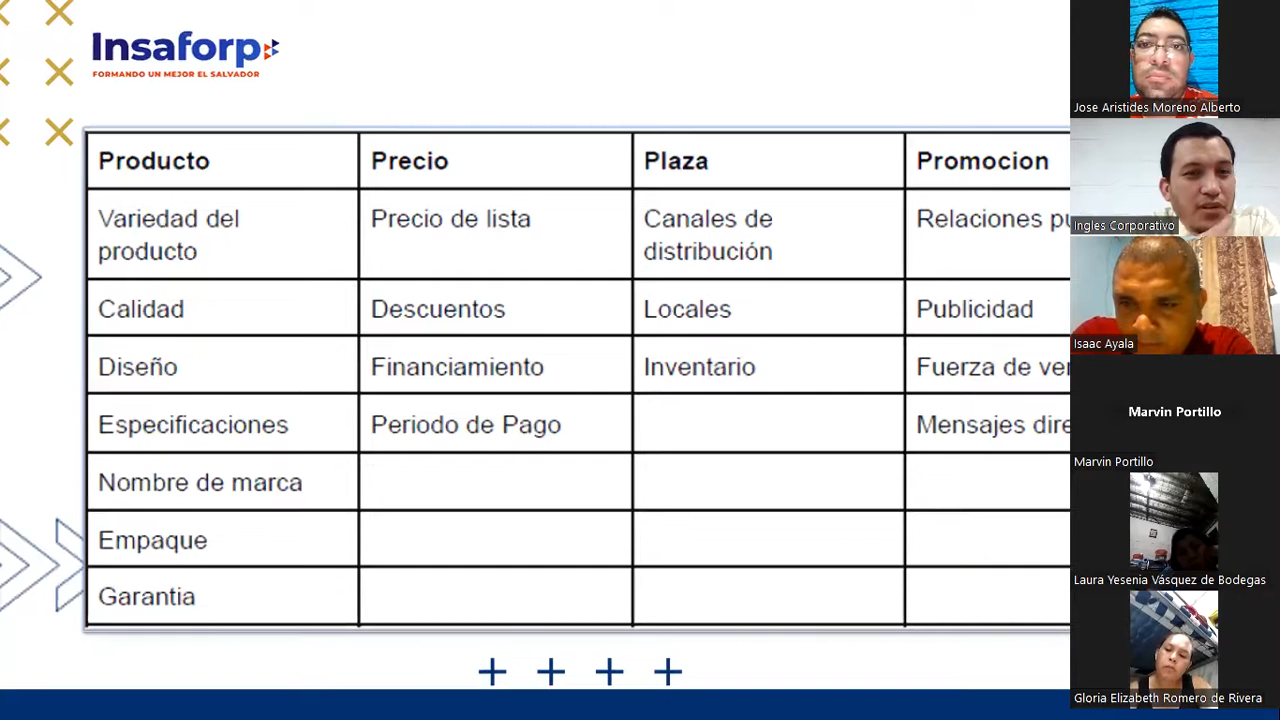 Insaforp
FORMANDO UN MEJOR EL SALVADOR
Producto
Precio
Plaza
Promocion
Variedad del
producto
Precio de lista
Canales de
distribución
Relaciones
Calidad
Descuentos
Locales
Publicidad
Diseño
Financiamiento
Inventario
Fuerza de
Especificaciones
Periodo de Pago
Mensajes
Nombre de marca
Empaque
Garantia
Jose Aristides Moreno Alberto
Ingles Corporativo
Isaac Ayala
Marvin Portillo
Marvin Portillo
Laura Yesenia Vásquez de Bodegas
Gloria Elizabeth Romero de Rivera